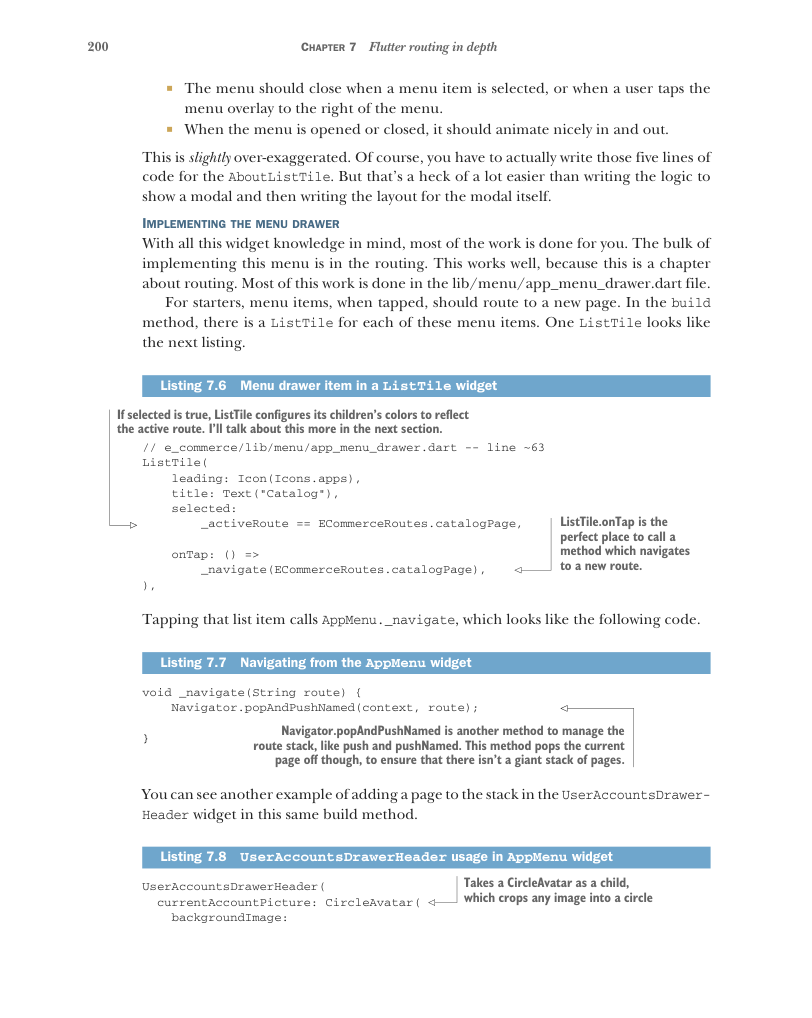 200
CHAPTER 7 Flutter routing in depth
■ The menu should close when a menu item is selected, or when a user taps the
menu overlay to the right of the menu.
■ When the menu is opened or closed, it should animate nicely in and out.
This is slightly over-exaggerated. Of course, you have to actually write those five lines of
code for the AboutListTile. But that's a heck of a lot easier than writing the logic to
show a modal and then writing the layout for the modal itself.
IMPLEMENTING THE MENU DRAWER
With all this widget knowledge in mind, most of the work is done for you. The bulk of
implementing this menu is in the routing. This works well, because this is a chapter
about routing. Most of this work is done in the lib/menu/app_menu_drawer.dart file.
For starters, menu items, when tapped, should route to a new page. In the build
method, there is a ListTile for each of these menu items. One ListTile looks like
the next listing.
Listing 7.6 Menu drawer item in a ListTile widget
If selected is true, ListTile configures its children's colors to reflect
the active route. I'll talk about this more in the next section.
// e_commerce/lib/menu/app_menu_drawer.dart -- line ~63
ListTile(
leading: Icon(Icons.apps),
title: Text("Catalog"),
selected:
_activeRoute == ECommerceRoutes.catalogPage,
onTap: () =>
_navigate(ECommerceRoutes.catalogPage),
),
ListTile.onTap is the
perfect place to call a
method which navigates
to a new route.
Tapping that list item calls AppMenu._navigate, which looks like the following code.
Listing 7.7 Navigating from the AppMenu widget
void _navigate(String route) {
Navigator.popAndPushNamed(context, route);
}
Navigator.popAndPushNamed is another method to manage the
route stack, like push and pushNamed. This method pops the current
page off though, to ensure that there isn't a giant stack of pages.
You can see another example of adding a page to the stack in the UserAccountsDrawer-
Header widget in this same build method.
Listing 7.8 UserAccountsDrawerHeader usage in AppMenu widget
UserAccountsDrawerHeader(
currentAccountPicture: CircleAvatar(
backgroundImage:
Takes a CircleAvatar as a child,
which crops any image into a circle